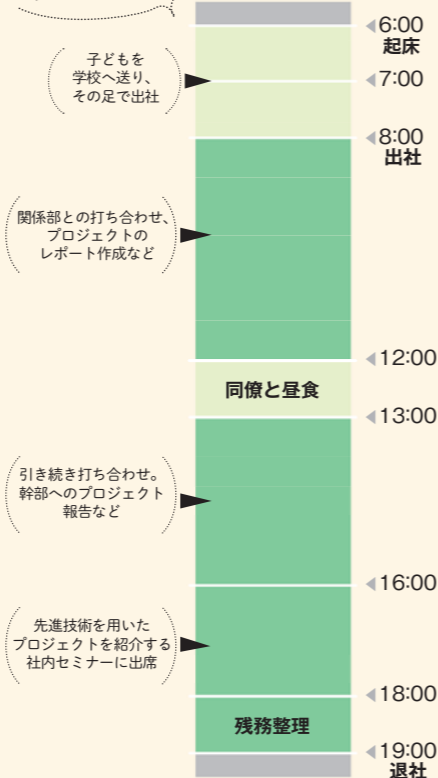 6:00
起床
子どもを
学校へ送り、
その足で出社
7:00
8:00
出社
関係部との打ち合わせ、
プロジェクトの
レポート作成など
12:00
同僚と昼食
13:00
引き続き打ち合わせ。
幹部へのプロジェクト
報告など
16:00
先進技術を用いた
プロジェクトを紹介する
社内セミナーに出席
18:00
残務整理
19:00
退社